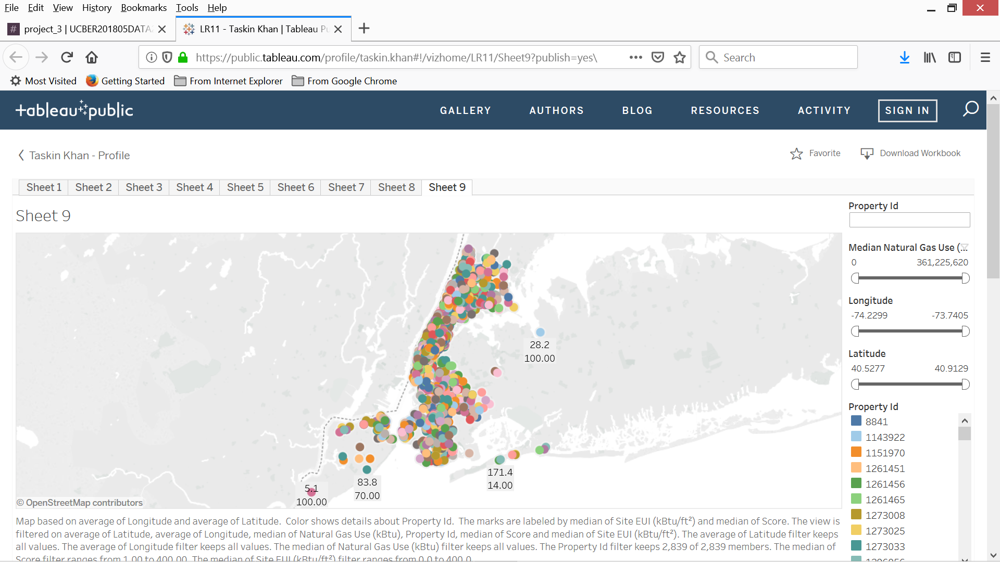 File Edit View History Bookmarks Tools Help
project_3 | UCBER201805DATA
LR11 - Taskin Khan | Tableau Pu
https://public.tableau.com/profile/taskin.khan#!/vizhome/LR11/Sheet9?publish=yes\
Search
Most Visited Getting Started From Internet Explorer From Google Chrome
tableau public
GALLERY AUTHORS BLOG RESOURCES ACTIVITY SIGN IN
Taskin Khan - Profile
Favorite Download Workbook
Sheet 1 Sheet 2 Sheet 3 Sheet 4 Sheet 5 Sheet 6 Sheet 7 Sheet 8 Sheet 9
Sheet 9
28.2
100.00
171.4
14.00
83.8
70.00
5.1
100.00
© OpenStreetMap contributors
Property Id
Median Natural Gas Use (...
0 361,225,620
Longitude
-74.2299 -73.7405
Latitude
40.5277 40.9129
Property Id
8841
1143922
1151970
1261451
1261456
1261465
1273008
1273025
1273033
Map based on average of Longitude and average of Latitude. Color shows details about Property Id. The marks are labeled by median of Site EUI (kBtu/ft²) and median of Score. The view is
filtered on average of Latitude, average of Longitude, median of Natural Gas Use (kBtu), Property Id, median of Score and median of Site EUI (kBtu/ft²). The average of Latitude filter keeps
all values. The average of Longitude filter keeps all values. The median of Natural Gas Use (kBtu) filter keeps all values. The Property Id filter keeps 2,839 of 2,839 members. The median of
Score filter ranges from 1.00 to 400.00. The median of Site EUI (kBtu/ft²) filter ranges from 0.0 to 400.0.